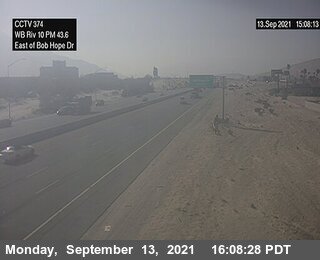 CCTV 374
WB Riv 10 PM 43.6
East of Bob Hope Dr
13.Sep 2021 15:08:13
Monday, September 13, 2021 16:08:28 PDT